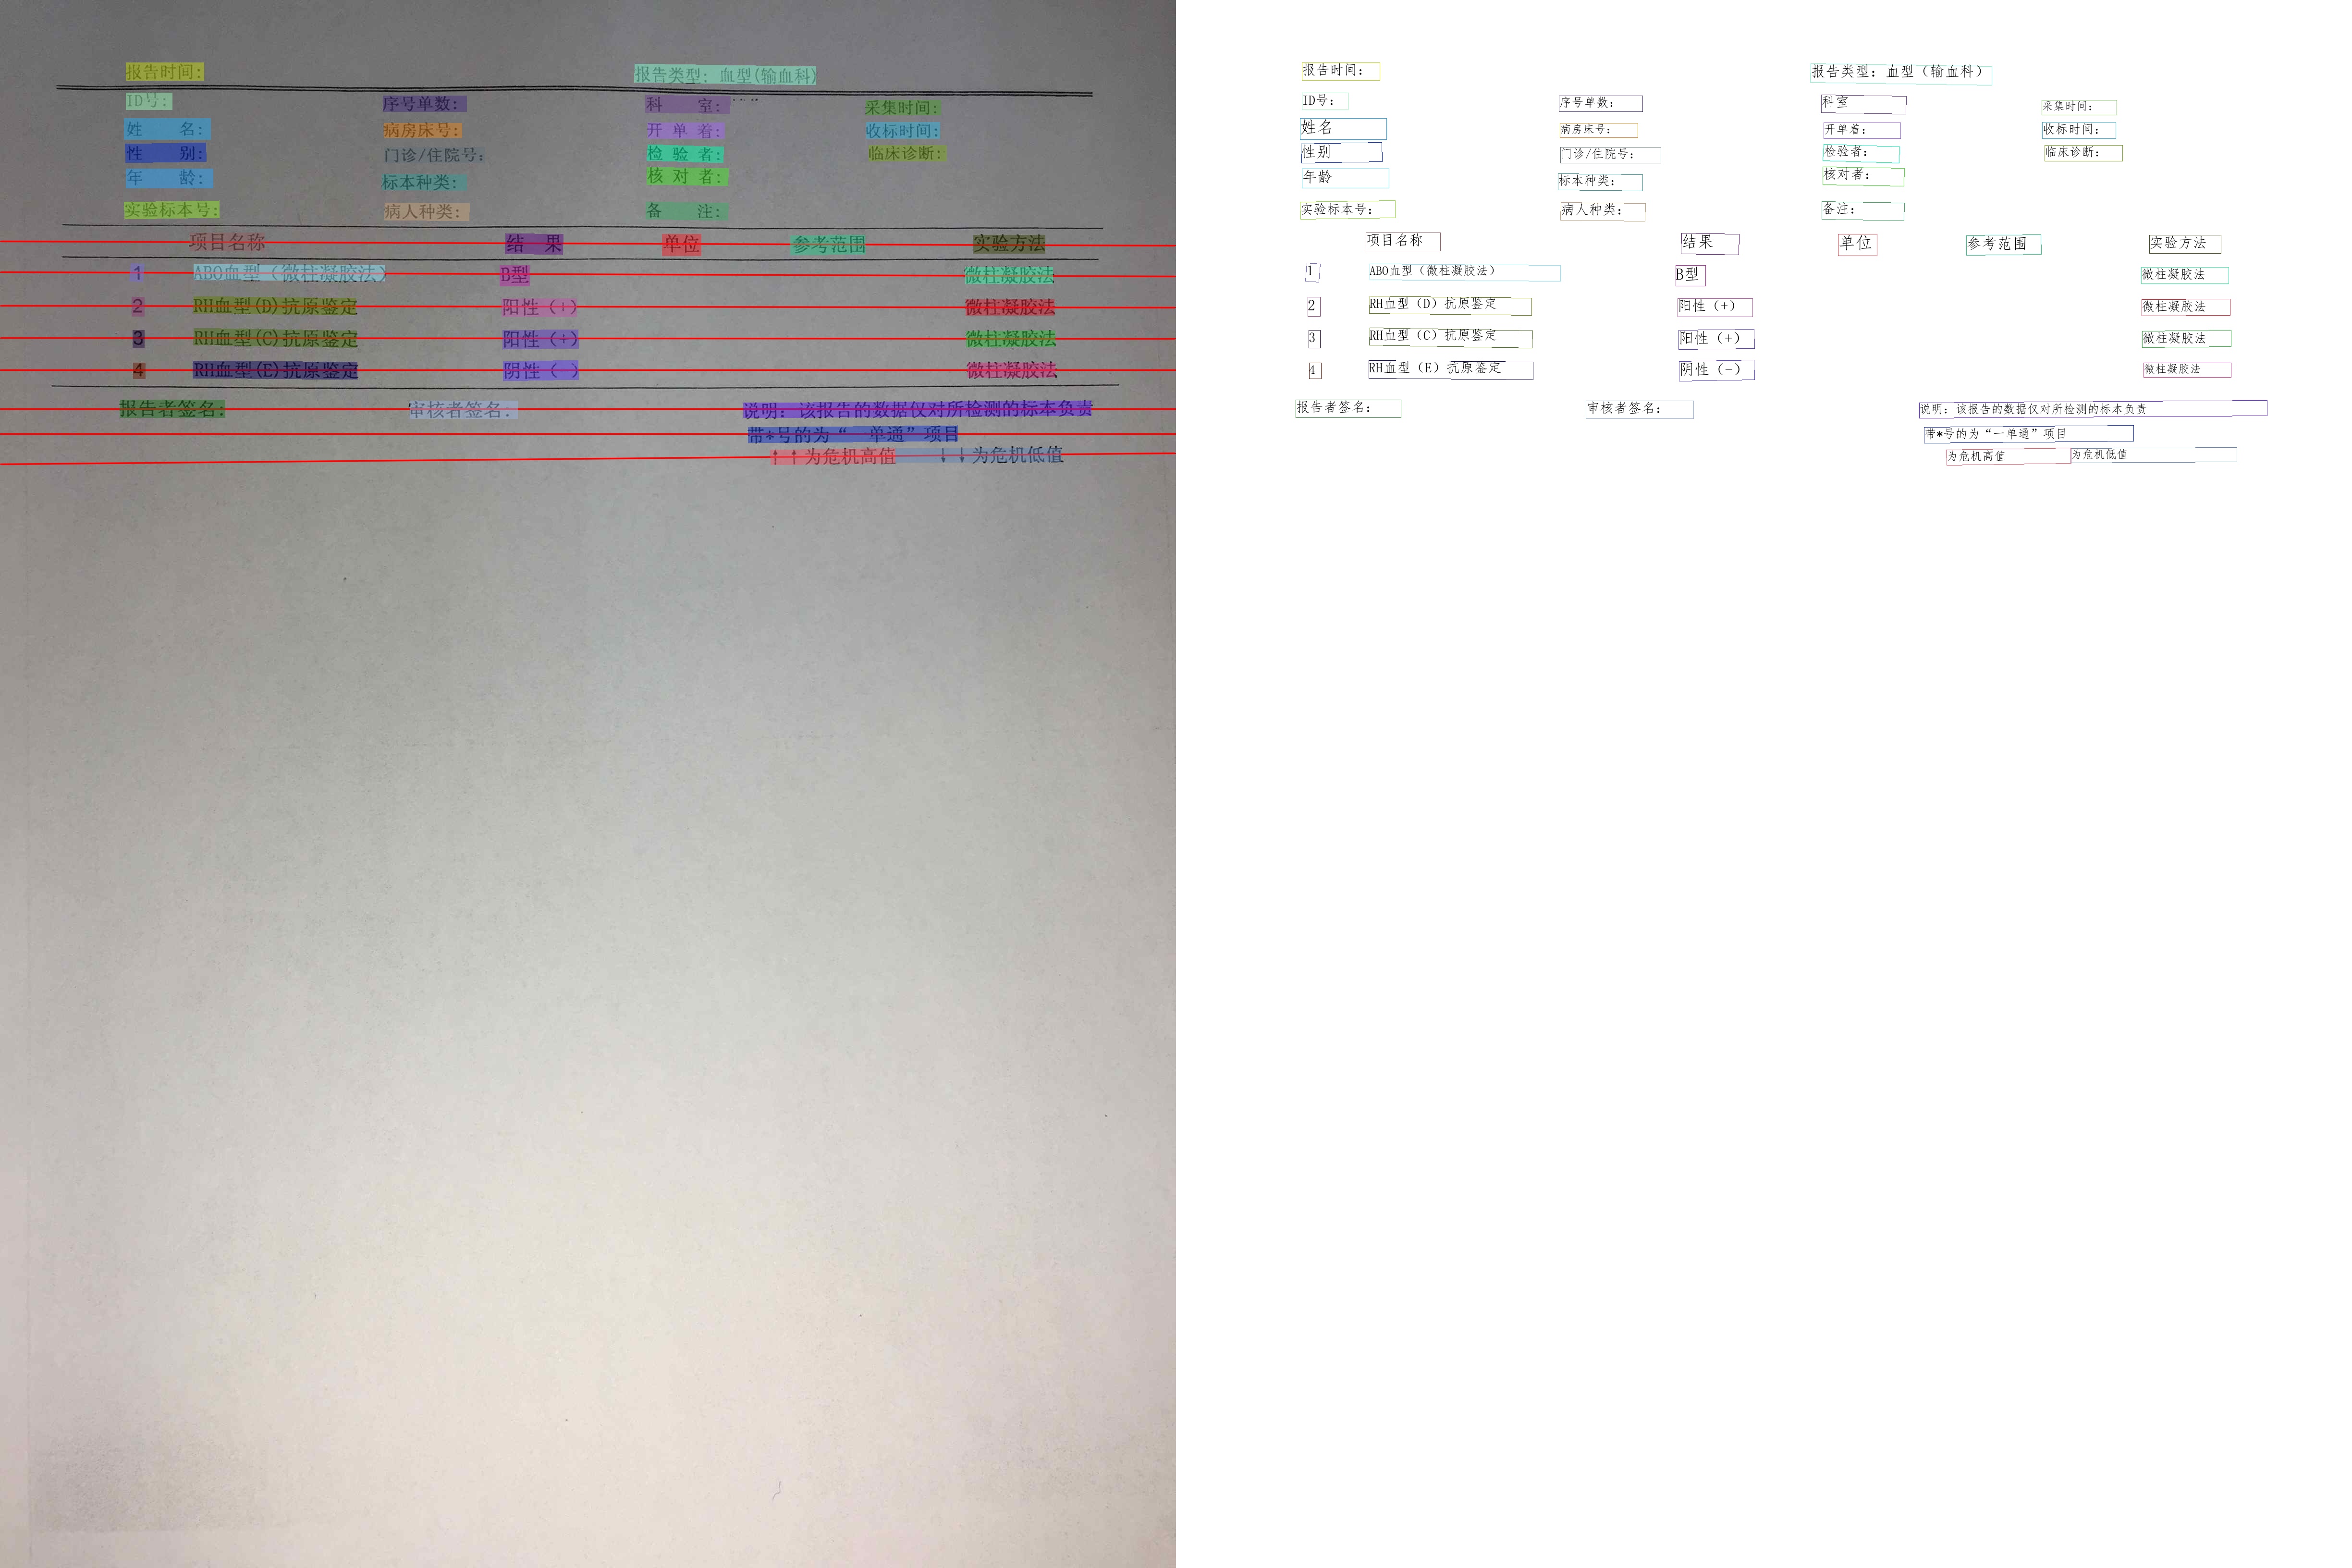 报告时间: 报告类型: 血型(输血科)
ID号: 序号单数: 科 室: 采集时间:
姓 名: 病房床号: 开 单 着: 收标时间:
性 别: 门诊/住院号: 检 验 者: 临床诊断:
年 龄: 标本种类: 核 对 者:
实验标本号: 病人种类: 备 注:
项目名称 结 果 单位 参考范围 实验方法
1 ABO血型（微柱凝胶法） B型 微柱凝胶法
2 RH血型(D)抗原鉴定 阳性（+） 微柱凝胶法
3 RH血型(C)抗原鉴定 阳性（+） 微柱凝胶法
4 RH血型(E)抗原鉴定 阴性（-） 微柱凝胶法
报告者签名: 审核者签名: 说明: 该报告的数据仅对所检测的标本负责
带*号的为“一单通”项目
↑↑为危机高值 ↓↓为危机低值
报告时间: 报告类型: 血型（输血科）
ID号: 序号单数: 科室 采集时间:
姓名 病房床号: 开单着: 收标时间:
性别 门诊/住院号: 检验者: 临床诊断:
年龄 标本种类: 核对者:
实验标本号: 病人种类: 备注:
项目名称 结果 单位 参考范围 实验方法
1 ABO血型（微柱凝胶法） B型 微柱凝胶法
2 RH血型（D）抗原鉴定 阳性（+） 微柱凝胶法
3 RH血型（C）抗原鉴定 阳性（+） 微柱凝胶法
4 RH血型（E）抗原鉴定 阴性（-） 微柱凝胶法
报告者签名: 审核者签名: 说明: 该报告的数据仅对所检测的标本负责
带*号的为“一单通”项目
为危机高值 为危机低值